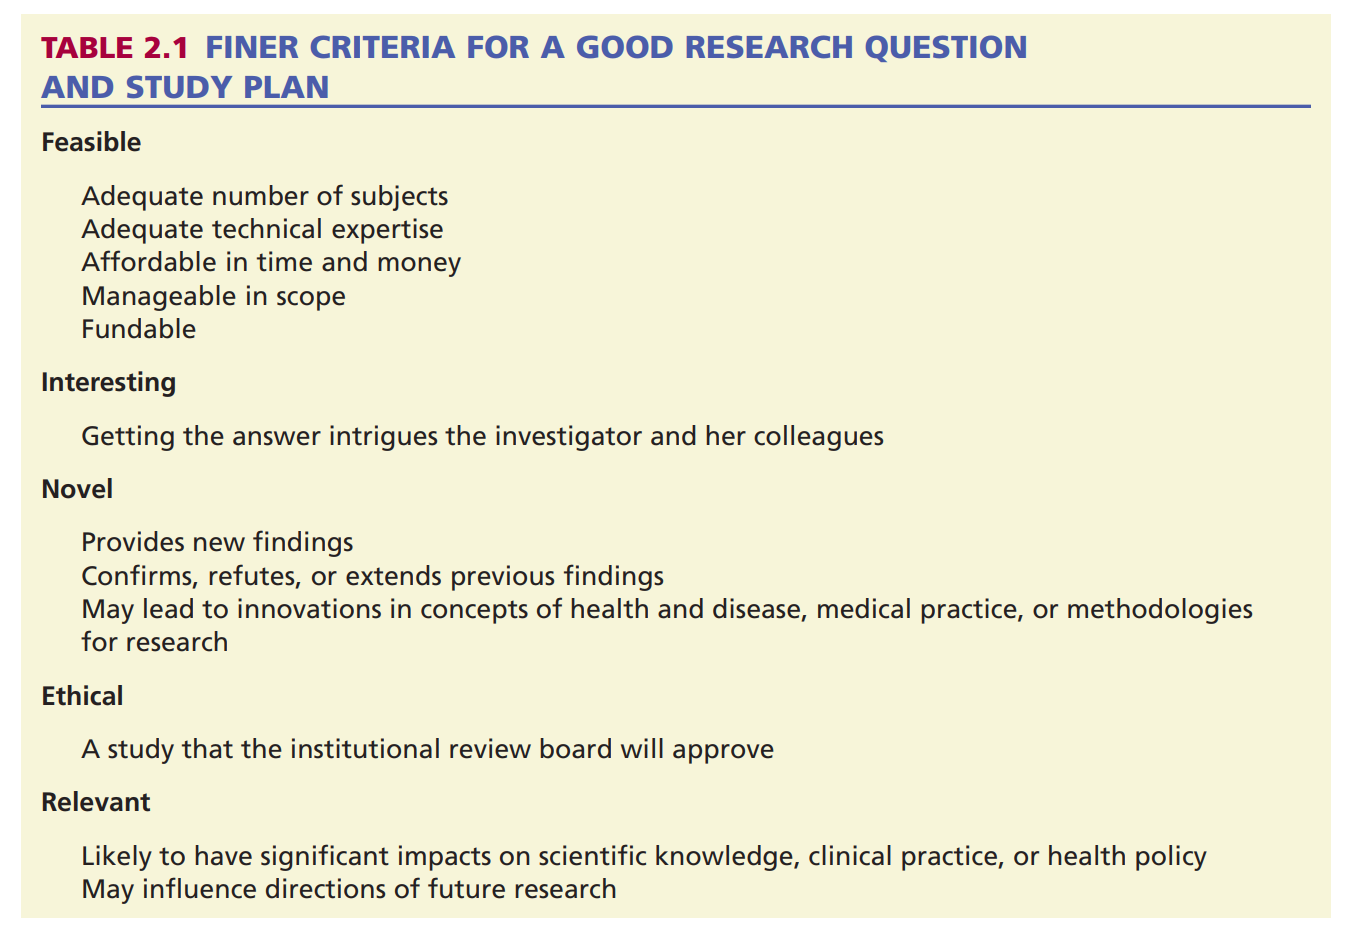 TABLE 2.1 FINER CRITERIA FOR A GOOD RESEARCH QUESTION
AND STUDY PLAN
Feasible
Adequate number of subjects
Adequate technical expertise
Affordable in time and money
Manageable in scope
Fundable
Interesting
Getting the answer intrigues the investigator and her colleagues
Novel
Provides new findings
Confirms, refutes, or extends previous findings
May lead to innovations in concepts of health and disease, medical practice, or methodologies
for research
Ethical
A study that the institutional review board will approve
Relevant
Likely to have significant impacts on scientific knowledge, clinical practice, or health policy
May influence directions of future research